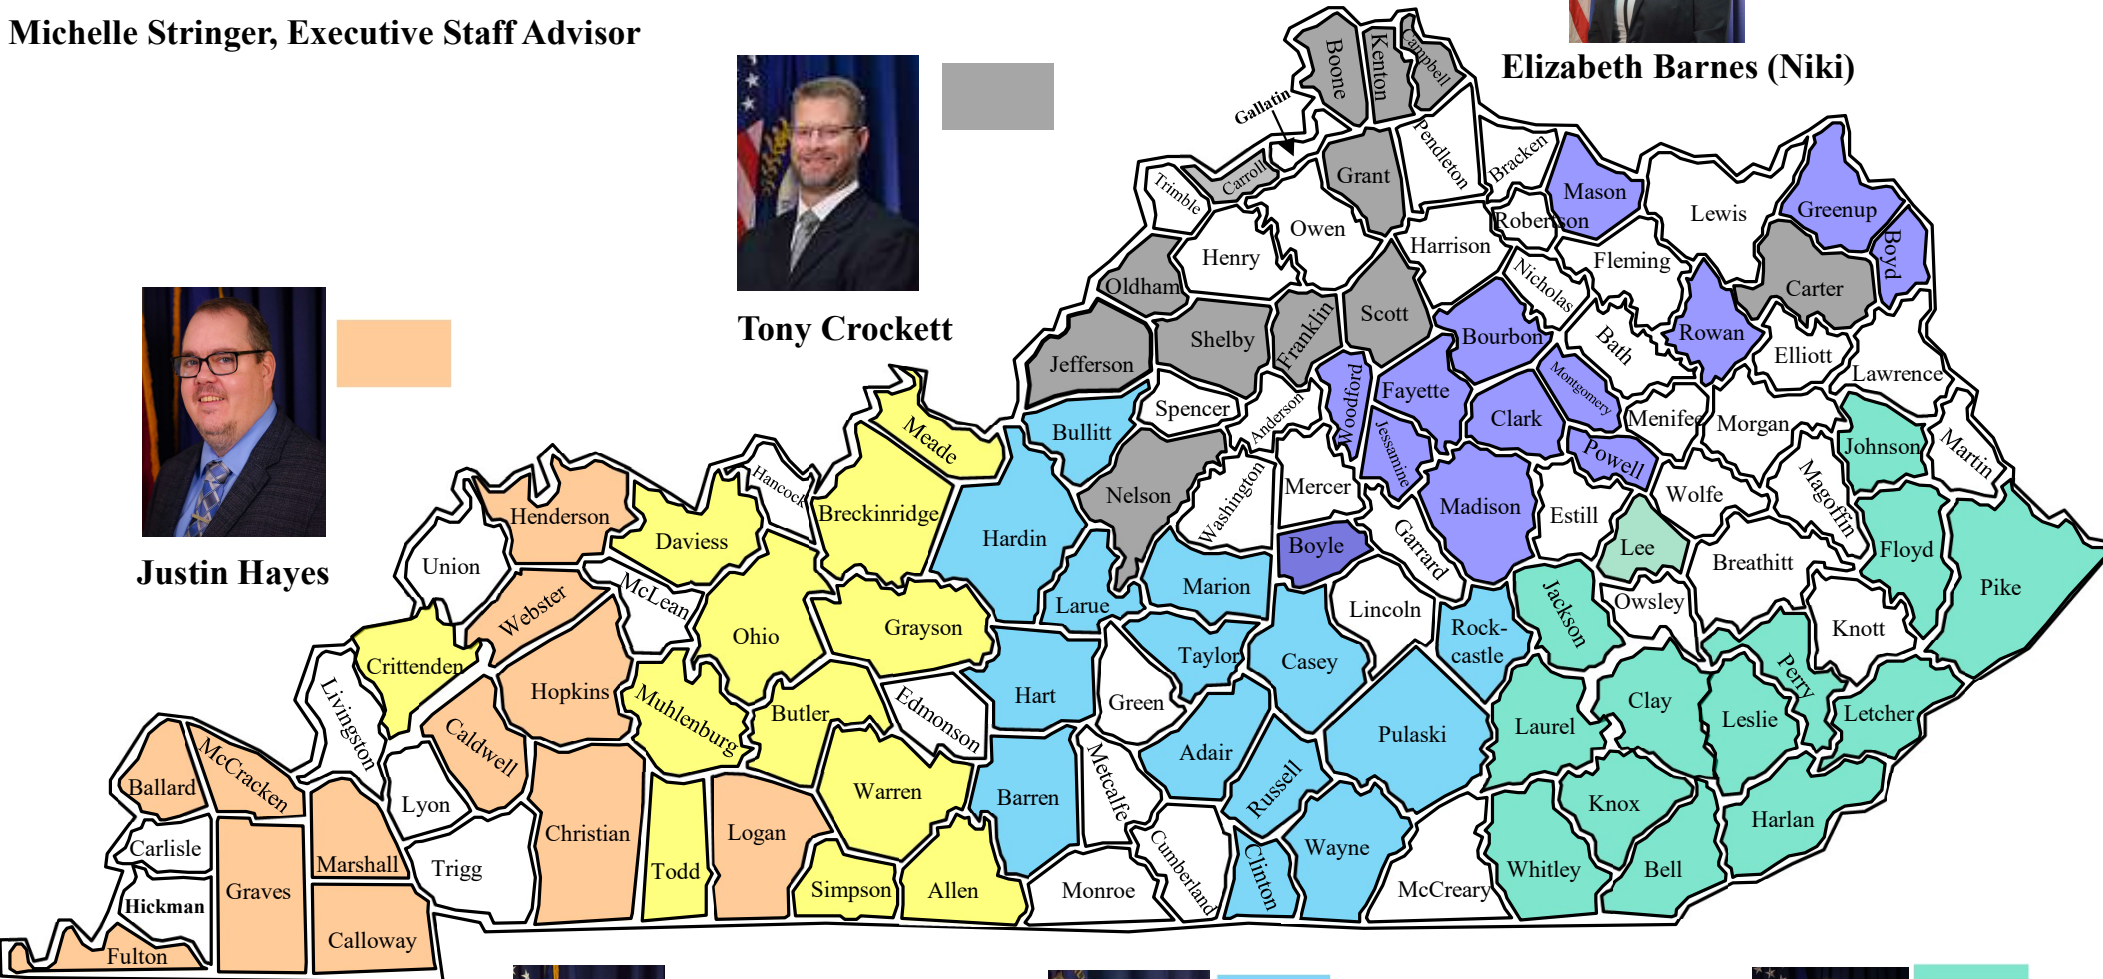 Michelle Stringer, Executive Staff Advisor
Elizabeth Barnes (Niki)
Tony Crockett
Justin Hayes
Boone
Kenton
Campbell
Gallatin
Pendleton
Bracken
Carroll
Trimble
Grant
Mason
Robertson
Lewis
Greenup
Boyd
Owen
Henry
Harrison
Fleming
Nicholas
Carter
Oldham
Shelby
Franklin
Scott
Bourbon
Bath
Rowan
Elliott
Lawrence
Jefferson
Spencer
Anderson
Woodford
Fayette
Jessamine
Clark
Montgomery
Menifee
Morgan
Johnson
Martin
Bullitt
Meade
Hancock
Breckinridge
Hardin
Nelson
Washington
Mercer
Garrard
Madison
Estill
Powell
Wolfe
Magoffin
Floyd
Pike
Henderson
Daviess
Union
Webster
McLean
Ohio
Grayson
Larue
Marion
Boyle
Lincoln
Rock-
castle
Jackson
Lee
Owsley
Breathitt
Knott
Crittenden
Livingston
Hopkins
Caldwell
Muhlenburg
Butler
Edmonson
Hart
Green
Taylor
Casey
Pulaski
Laurel
Clay
Leslie
Perry
Letcher
Ballard
McCracken
Lyon
Christian
Todd
Logan
Warren
Barren
Metcalfe
Adair
Russell
Wayne
Knox
Harlan
Carlisle
Graves
Marshall
Trigg
Simpson
Allen
Monroe
Cumberland
Clinton
McCreary
Whitley
Bell
Hickman
Fulton
Calloway